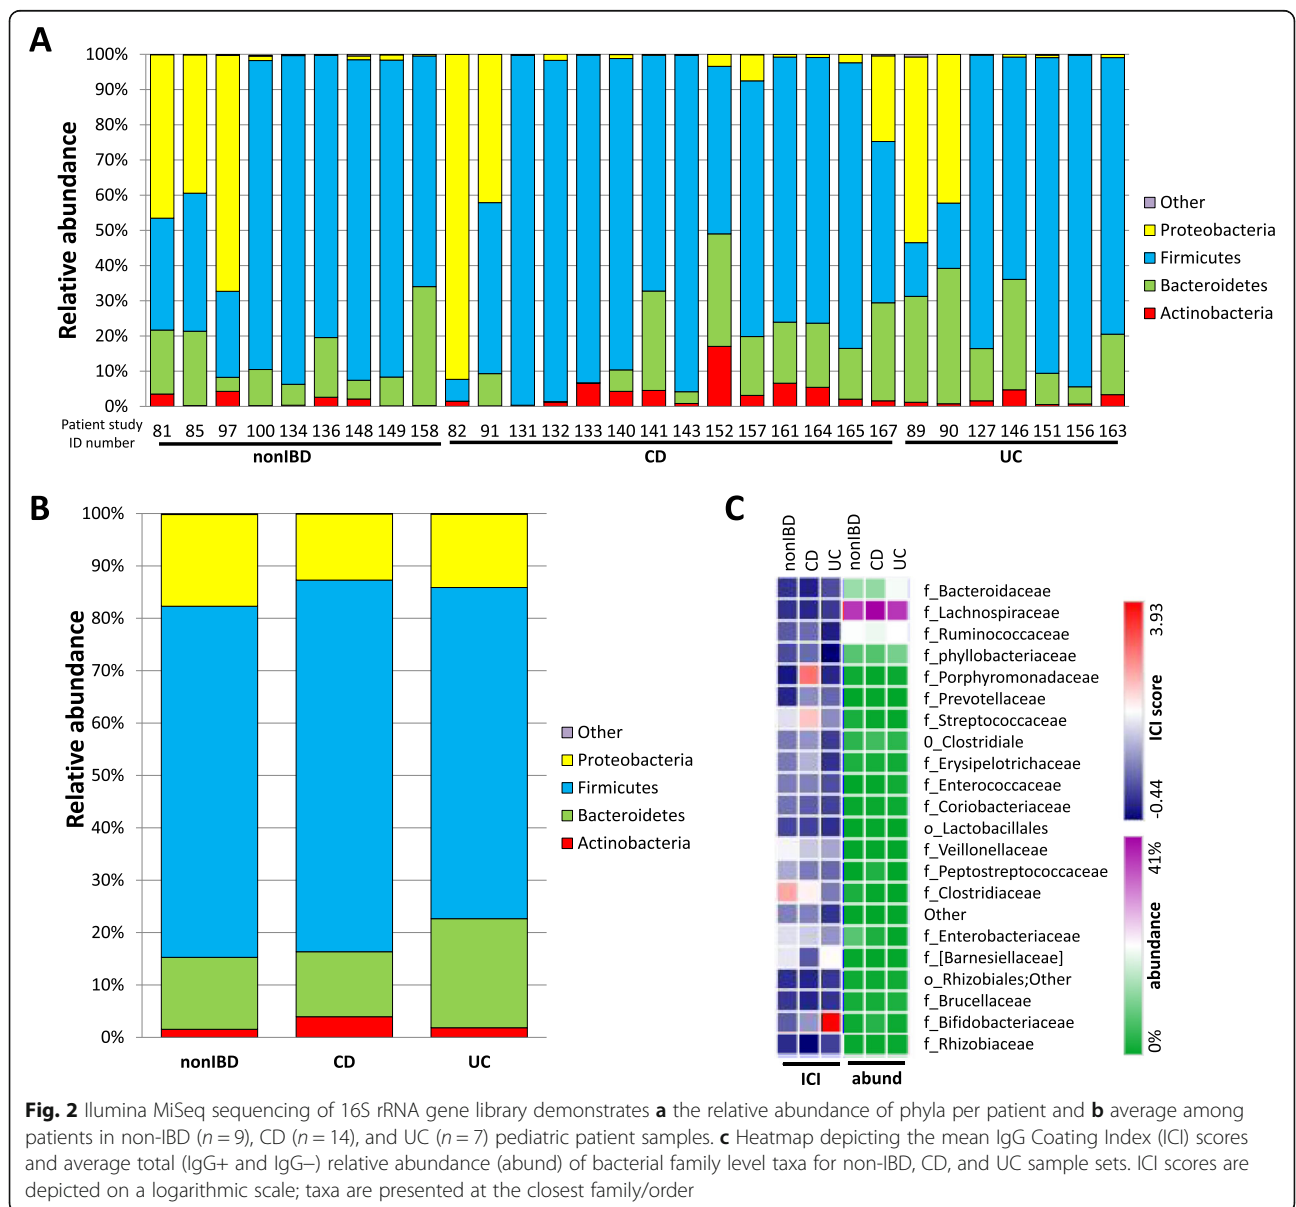 A
100%
90%
80%
70%
60%
50%
40%
30%
20%
10%
0%
Relative abundance
Patient study
ID number
81 85 97 100 134 136 148 149 158 82 91 131 132 133 140 141 143 152 157 161 164 165 167 89 90 127 146 151 156 163
nonIBD CD UC
Other
Proteobacteria
Firmicutes
Bacteroidetes
Actinobacteria
B
100%
90%
80%
70%
60%
50%
40%
30%
20%
10%
0%
Relative abundance
nonIBD CD UC
Other
Proteobacteria
Firmicutes
Bacteroidetes
Actinobacteria
C
nonIBD CD UC nonIBD CD UC
f_Bacteroidaceae
f_Lachnospiraceae
f_Ruminococcaceae
f_phyllobacteriaceae
f_Porphyromonadaceae
f_Prevotellaceae
f_Streptococcaceae
0_Clostridiale
f_Erysipelotrichaceae
f_Enterococcaceae
f_Coriobacteriaceae
o_Lactobacillales
f_Veillonellaceae
f_Peptostreptococcaceae
f_Clostridiaceae
Other
f_Enterobacteriaceae
f_[Barnesiellaceae]
o_Rhizobiales;Other
f_Brucellaceae
f_Bifidobacteriaceae
f_Rhizobiaceae
ICI abund
-0.44 ICI score 3.93
0% abundance 41%
Fig. 2 Ilumina MiSeq sequencing of 16S rRNA gene library demonstrates a the relative abundance of phyla per patient and b average among
patients in non-IBD (n = 9), CD (n = 14), and UC (n = 7) pediatric patient samples. c Heatmap depicting the mean IgG Coating Index (ICI) scores
and average total (IgG+ and IgG−) relative abundance (abund) of bacterial family level taxa for non-IBD, CD, and UC sample sets. ICI scores are
depicted on a logarithmic scale; taxa are presented at the closest family/order